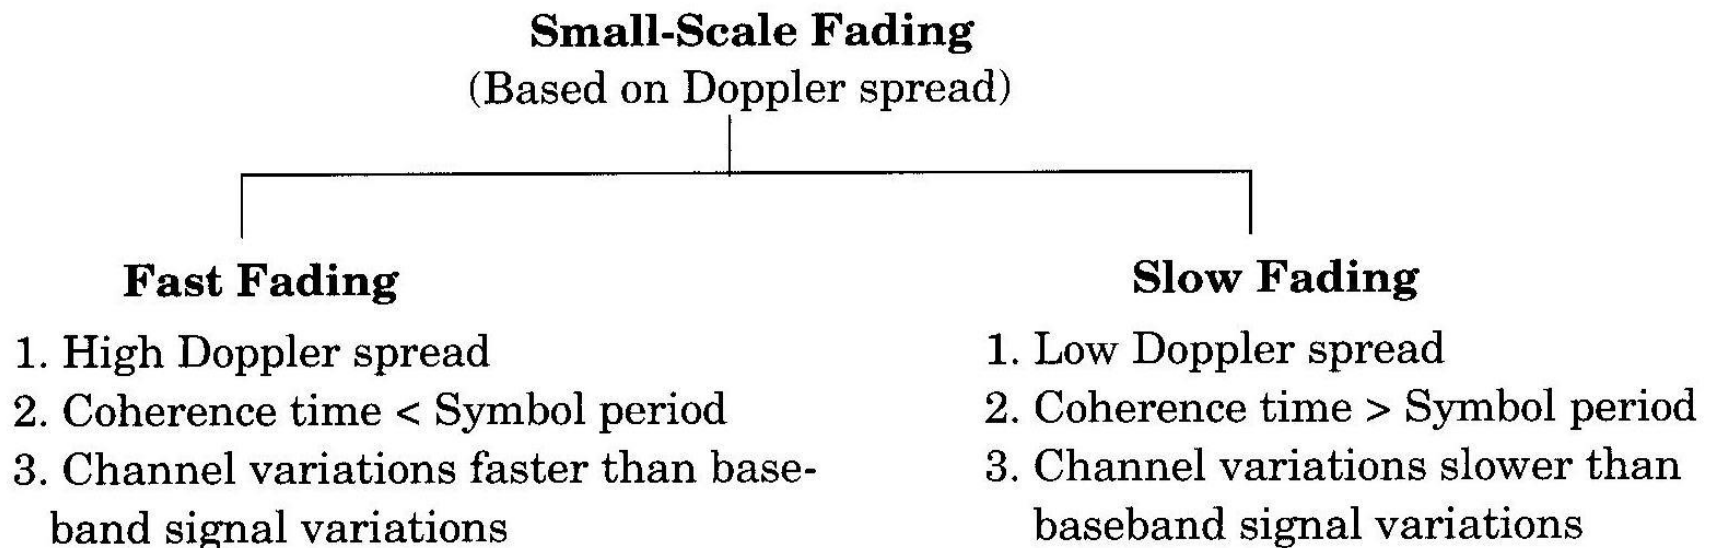 Small-Scale Fading
(Based on Doppler spread)
Fast Fading
1. High Doppler spread
2. Coherence time < Symbol period
3. Channel variations faster than base-
band signal variations
Slow Fading
1. Low Doppler spread
2. Coherence time > Symbol period
3. Channel variations slower than
baseband signal variations